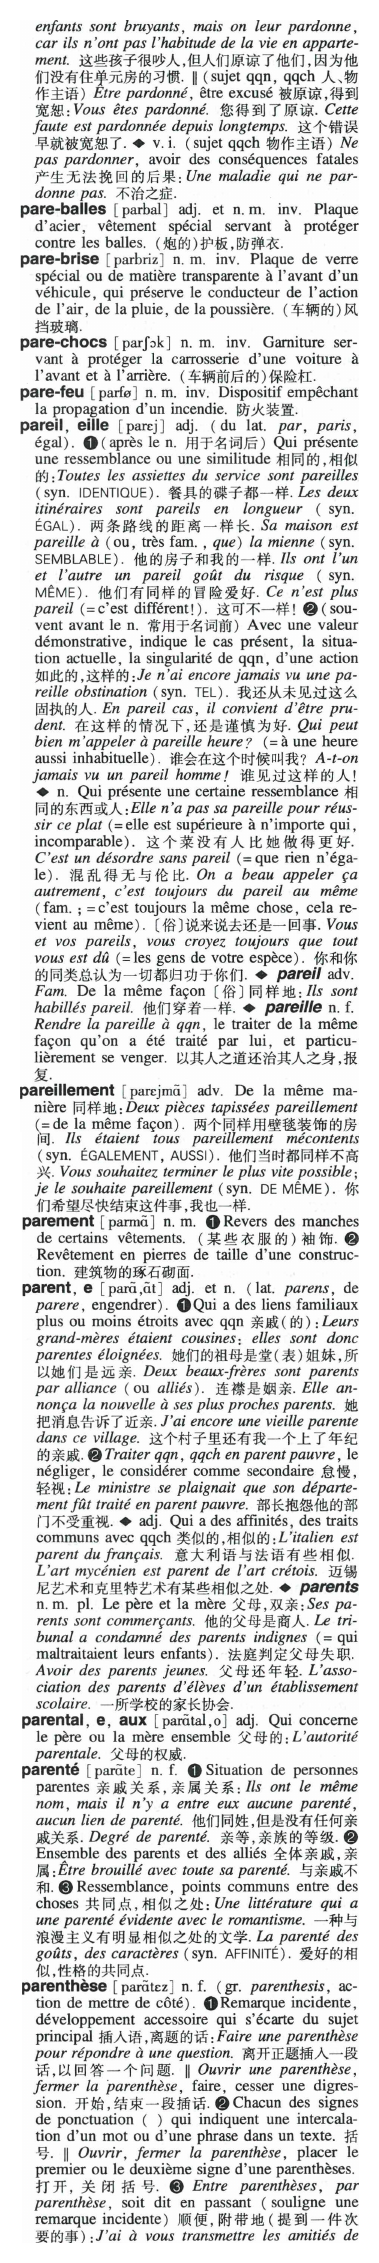 enfants sont bruyants, mais on leur pardonne,
car ils n'ont pas l'habitude de la vie en apparte-
ment. 这些孩子很吵人,但人们原谅了他们,因为他
们没有住单元房的习惯. ‖ (sujet qqn, qqch 人、物
作主语) Être pardonné, être excusé 被原谅,得到
宽恕:Vous êtes pardonné. 您得到了原谅. Cette
faute est pardonnée depuis longtemps. 这个错误
早就被宽恕了. ◆ v. i. (sujet qqch 物作主语) Ne
pas pardonner, avoir des conséquences fatales
产生无法挽回的后果:Une maladie qui ne par-
donne pas. 不治之症.
pare-balles [parbal] adj. et n. m. inv. Plaque
d'acier, vêtement spécial servant à protéger
contre les balles. (炮的)护板,防弹衣.
pare-brise [parbriz] n. m. inv. Plaque de verre
spécial ou de matière transparente à l'avant d'un
véhicule, qui préserve le conducteur de l'action
de l'air, de la pluie, de la poussière. (车辆的)风
挡玻璃.
pare-chocs [parʃɔk] n. m. inv. Garniture ser-
vant à protéger la carrosserie d'une voiture à
l'avant et à l'arrière. (车辆前后的)保险杠.
pare-feu [parfø] n. m. inv. Dispositif empêchant
la propagation d'un incendie. 防火装置.
pareil, eille [parɛj] adj. (du lat. par, paris,
égal). ❶(après le n. 用于名词后) Qui présente
une ressemblance ou une similitude 相同的,相似
的:Toutes les assiettes du service sont pareilles
(syn. IDENTIQUE). 餐具的碟子都一样. Les deux
itinéraires sont pareils en longueur (syn.
ÉGAL). 两条路线的距离一样长. Sa maison est
pareille à (ou, très fam., que) la mienne (syn.
SEMBLABLE). 他的房子和我的一样. Ils ont l'un
et l'autre un pareil goût du risque (syn.
MÊME). 他们有同样的冒险爱好. Ce n'est plus
pareil (=c'est différent!). 这可不一样! ❷(sou-
vent avant le n. 常用于名词前) Avec une valeur
démonstrative, indique le cas présent, la situa-
tion actuelle, la singularité de qqn, d'une action
如此的,这样的:Je n'ai encore jamais vu une pa-
reille obstination (syn. TEL). 我还从未见过这么
固执的人. En pareil cas, il convient d'être pru-
dent. 在这样的情况下,还是谨慎为好. Qui peut
bien m'appeler à pareille heure? (=à une heure
aussi inhabituelle). 谁会在这个时候叫我? A-t-on
jamais vu un pareil homme! 谁见过这样的人!
◆ n. Qui présente une certaine ressemblance 相
同的东西或人:Elle n'a pas sa pareille pour réus-
sir ce plat (=elle est supérieure à n'importe qui,
incomparable). 这个菜没有人比她做得更好.
C'est un désordre sans pareil (=que rien n'éga-
le). 混乱得无与伦比. On a beau appeler ça
autrement, c'est toujours du pareil au même
(fam. ; =c'est toujours la même chose, cela re-
vient au même). [俗]说来说去还是一回事. Vous
et vos pareils, vous croyez toujours que tout
vous est dû (=les gens de votre espèce). 你和你
的同类总认为一切都归功于你们. ◆ pareil adv.
Fam. De la même façon [俗]同样地: Ils sont
habillés pareil. 他们穿着一样. ◆ pareille n. f.
Rendre la pareille à qqn, le traiter de la même
façon qu'on a été traité par lui, et particu-
lièrement se venger. 以其人之道还治其人之身,报
复.
pareillement [parɛjmɑ̃] adv. De la même ma-
nière 同样地:Deux pièces tapissées pareillement
(=de la même façon). 两个同样用壁毯装饰的房
间. Ils étaient tous pareillement mécontents
(syn. ÉGALEMENT, AUSSI). 他们当时都同样不高
兴. Vous souhaitez terminer le plus vite possible;
je le souhaite pareillement (syn. DE MÊME). 你
们希望尽快结束这件事,我也一样.
parement [parmɑ̃] n. m. ❶Revers des manches
de certains vêtements. (某些衣服的)袖饰. ❷
Revêtement en pierres de taille d'une construc-
tion. 建筑物的琢石砌面.
parent, e [parɑ̃,ɑ̃t] adj. et n. (lat. parens, de
parere, engendrer). ❶Qui a des liens familiaux
plus ou moins étroits avec qqn 亲戚(的):Leurs
grand-mères étaient cousines; elles sont donc
parentes éloignées. 她们的祖母是堂(表)姐妹,所
以她们是远亲. Deux beaux-frères sont parents
par alliance (ou alliés). 连襟是姻亲. Elle an-
nonça la nouvelle à ses plus proches parents. 她
把消息告诉了近亲. J'ai encore une vieille parente
dans ce village. 这个村子里还有我一个上了年纪
的亲戚. ❷Traiter qqn, qqch en parent pauvre, le
négliger, le considérer comme secondaire 怠慢,
轻视:Le ministre se plaignait que son départe-
ment fût traité en parent pauvre. 部长抱怨他的部
门不受重视. ◆ adj. Qui a des affinités, des traits
communs avec qqch 类似的,相似的:L'italien est
parent du français. 意大利语与法语有些相似.
L'art mycénien est parent de l'art crétois. 迈锡
尼艺术和克里特艺术有某些相似之处. ◆ parents
n. m. pl. Le père et la mère 父母,双亲:Ses pa-
rents sont commerçants. 他的父母是商人. Le tri-
bunal a condamné des parents indignes (=qui
maltraitaient leurs enfants). 法庭判定父母失职.
Avoir des parents jeunes. 父母还年轻. L'asso-
ciation des parents d'élèves d'un établissement
scolaire. 一所学校的家长协会.
parental, e, aux [parɑ̃tal,o] adj. Qui concerne
le père ou la mère ensemble 父母的:L'autorité
parentale. 父母的权威.
parenté [parɑ̃te] n. f. ❶ Situation de personnes
parentes 亲戚关系,亲属关系: Ils ont le même
nom, mais il n'y a entre eux aucune parenté,
aucun lien de parenté. 他们同姓,但是没有任何亲
戚关系. Degré de parenté. 亲等,亲族的等级. ❷
Ensemble des parents et des alliés 全体亲戚,亲
属:Être brouillé avec toute sa parenté. 与亲戚不
和. ❸ Ressemblance, points communs entre des
choses 共同点,相似之处: Une littérature qui a
une parenté évidente avec le romantisme. 一种与
浪漫主义有明显相似之处的文学. La parenté des
goûts, des caractères (syn. AFFINITÉ). 爱好的相
似,性格的共同点.
parenthèse [parɑ̃tɛz] n. f. (gr. parenthesis, ac-
tion de mettre de côté). ❶Remarque incidente,
développement accessoire qui s'écarte du sujet
principal 插入语,离题的话:Faire une parenthèse
pour répondre à une question. 离开正题插入一段
话,以回答一个问题. ‖ Ouvrir une parenthèse,
fermer la parenthèse, faire, cesser une digres-
sion. 开始,结束一段插话. ❷Chacun des signes
de ponctuation ( ) qui indiquent une intercala-
tion d'un mot ou d'une phrase dans un texte. 括
号. ‖ Ouvrir, fermer la parenthèse, placer le
premier ou le deuxième signe d'une parenthèses.
打开,关闭括号. ❸ Entre parenthèses, par
parenthèse, soit dit en passant (souligne une
remarque incidente) 顺便,附带地(提到一件次
要的事):J'ai à vous transmettre les amitiés de